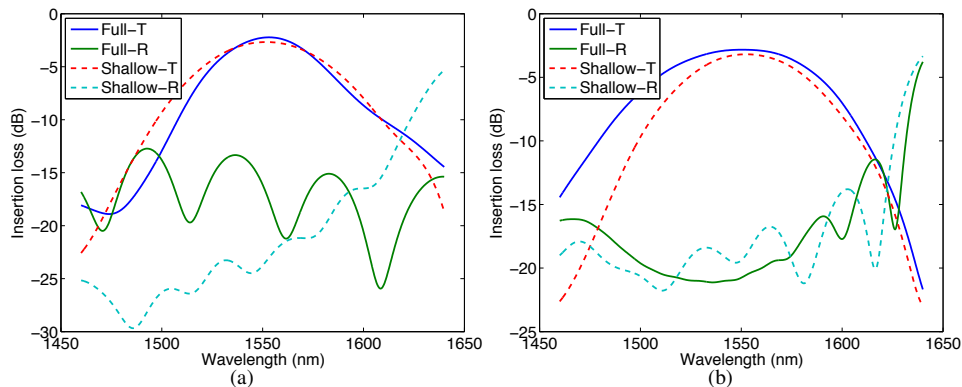 0
−5
−10
−15
−20
−25
−30
1450
1500
1550
1600
1650
Insertion loss (dB)
Wavelength (nm)
Full−T
Full−R
Shallow−T
Shallow−R
(a)
0
−5
−10
−15
−20
−25
1450
1500
1550
1600
1650
Insertion loss (dB)
Wavelength (nm)
Full−T
Full−R
Shallow−T
Shallow−R
(b)